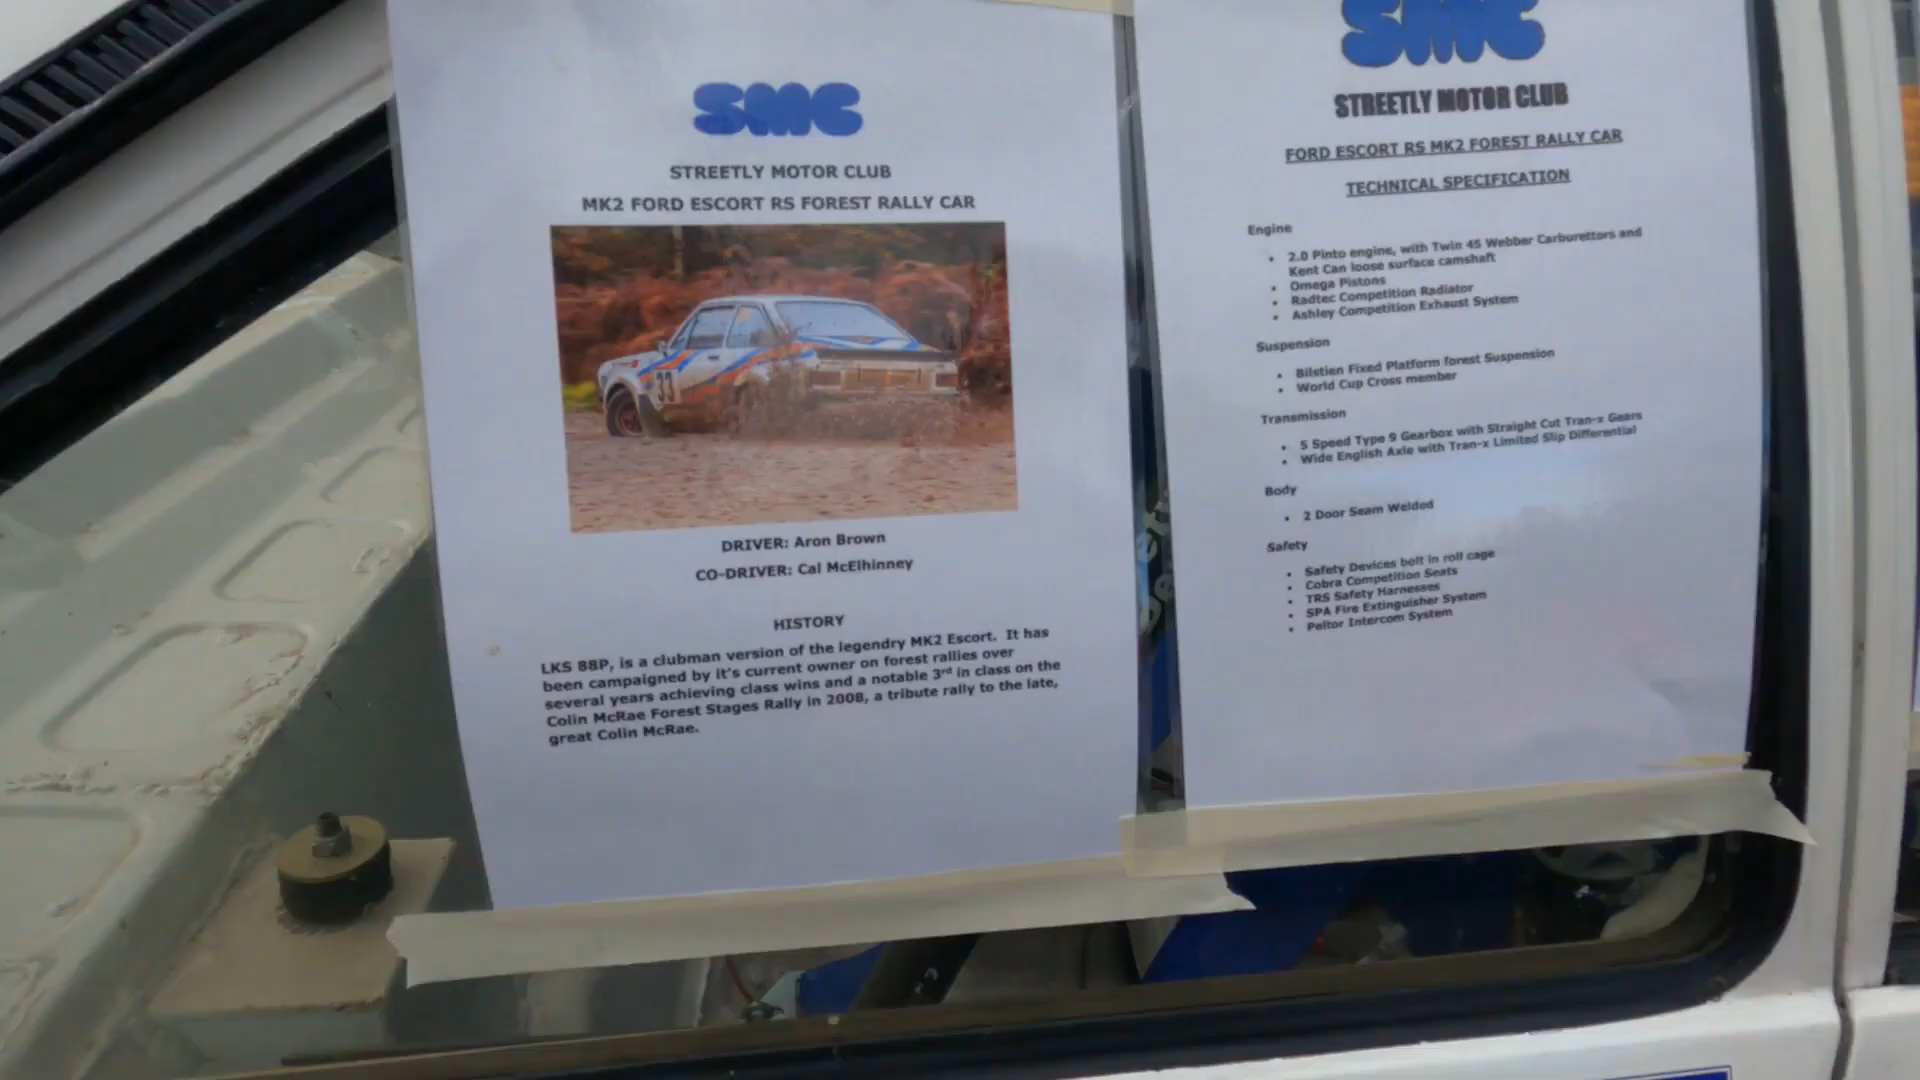 SMC
STREETLY MOTOR CLUB
MK2 FORD ESCORT RS FOREST RALLY CAR
33
DRIVER: Aron Brown
CO-DRIVER: Cal McElhinney
HISTORY
LKS 88P, is a clubman version of the legendry MK2 Escort. It has
been campaigned by it's current owner on forest rallies over
several years achieving class wins and a notable 3rd in class on the
Colin McRae Forest Stages Rally in 2008, a tribute rally to the late,
great Colin McRae.
SMC
STREETLY MOTOR CLUB
FORD ESCORT RS MK2 FOREST RALLY CAR
TECHNICAL SPECIFICATION
Engine
• 2.0 Pinto engine, with Twin 45 Webber Carburettors and
Kent Can loose surface camshaft
• Omega Pistons
• Radtec Competition Radiator
• Ashley Competition Exhaust System
Suspension
• Bilstien Fixed Platform forest Suspension
• World Cup Cross member
Transmission
• 5 Speed Type 9 Gearbox with Straight Cut Tran-x Gears
• Wide English Axle with Tran-x Limited Slip Differential
Body
• 2 Door Seam Welded
Safety
• Safety Devices bolt in roll cage
• Cobra Competition Seats
• TRS Safety Harnesses
• SPA Fire Extinguisher System
• Peltor Intercom System